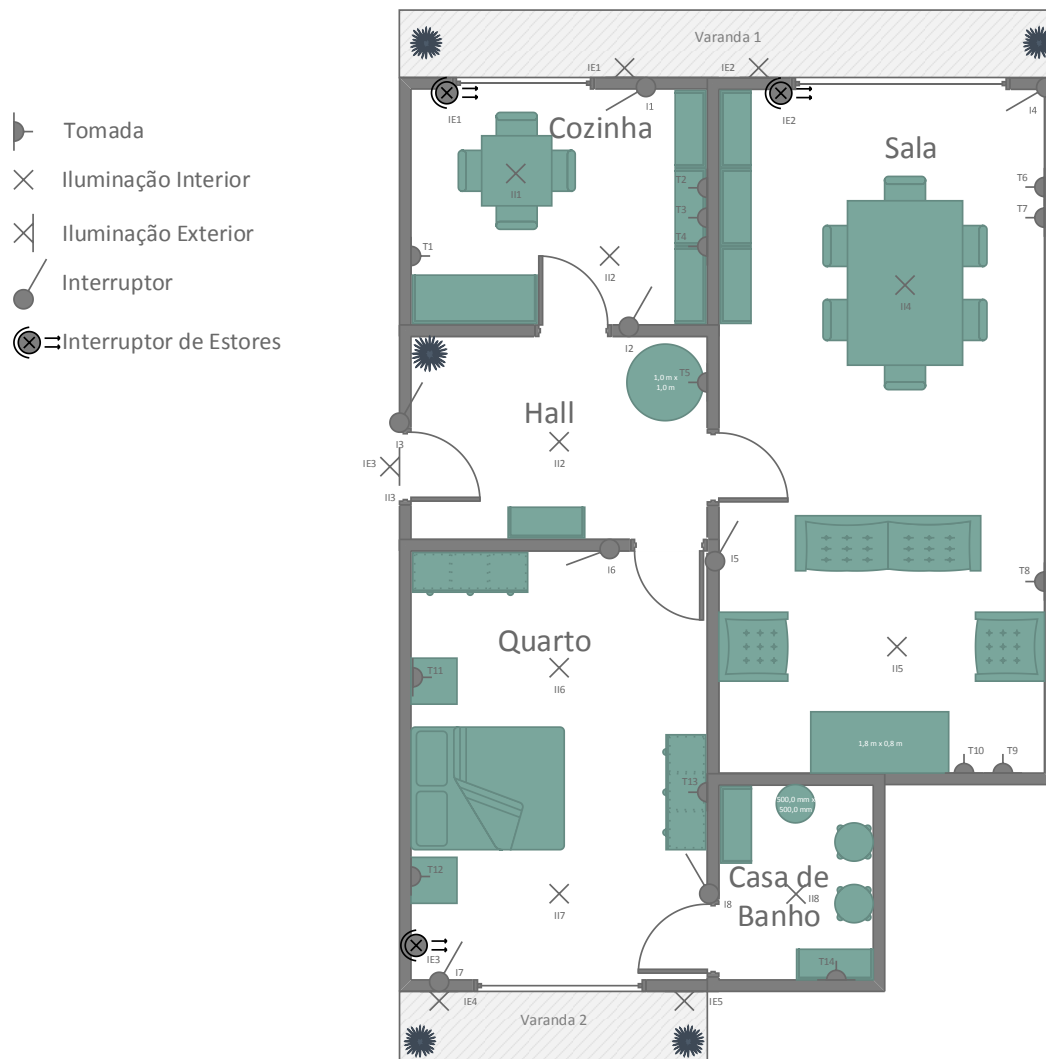 Varanda 1
IE1
IE2
I1
I4
IE1
IE2
Tomada
Iluminação Interior
Iluminação Exterior
Interruptor
Interruptor de Estores
Cozinha
Sala
II1
T2
T3
T4
T6
T7
T1
II2
II4
I2
T5
1,0 m x
1,0 m
Hall
I3
II2
IE3
II3
I6
I5
T8
Quarto
T11
II6
II5
1,8 m x 0,8 m
T10
T9
T13
500,0 mm x
500,0 mm
T12
II7
I8
Casa de
Banho
II8
IE3
I7
T14
IE4
IE5
Varanda 2